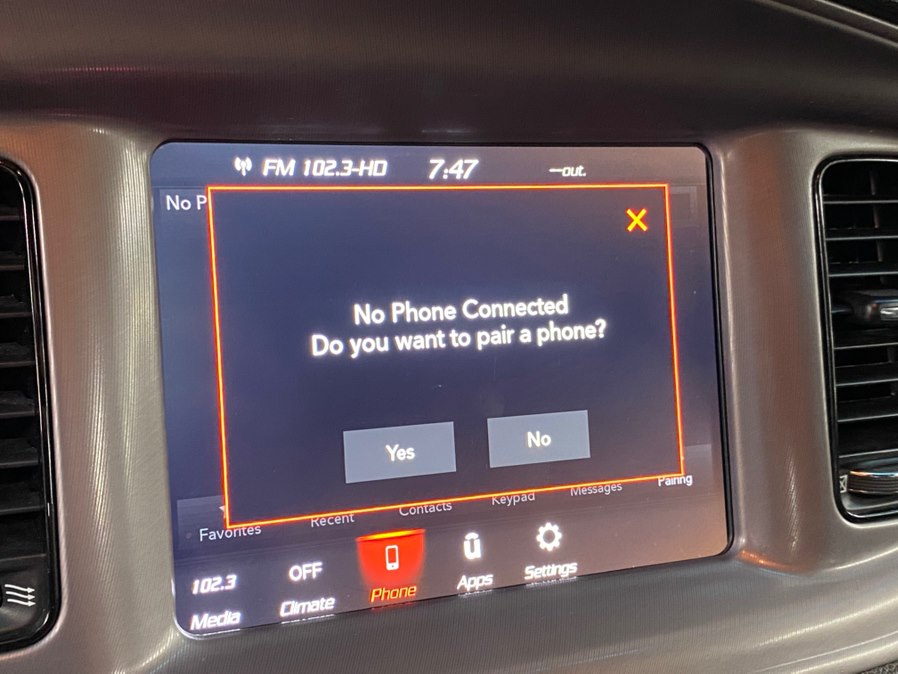 FM 102.3-HD 7:47 —out.
No P
X
No Phone Connected
Do you want to pair a phone?
Yes No
Favorites Recent Contacts Keypad Messages Pairing
102.3 OFF
Media Climate Phone Apps Settings